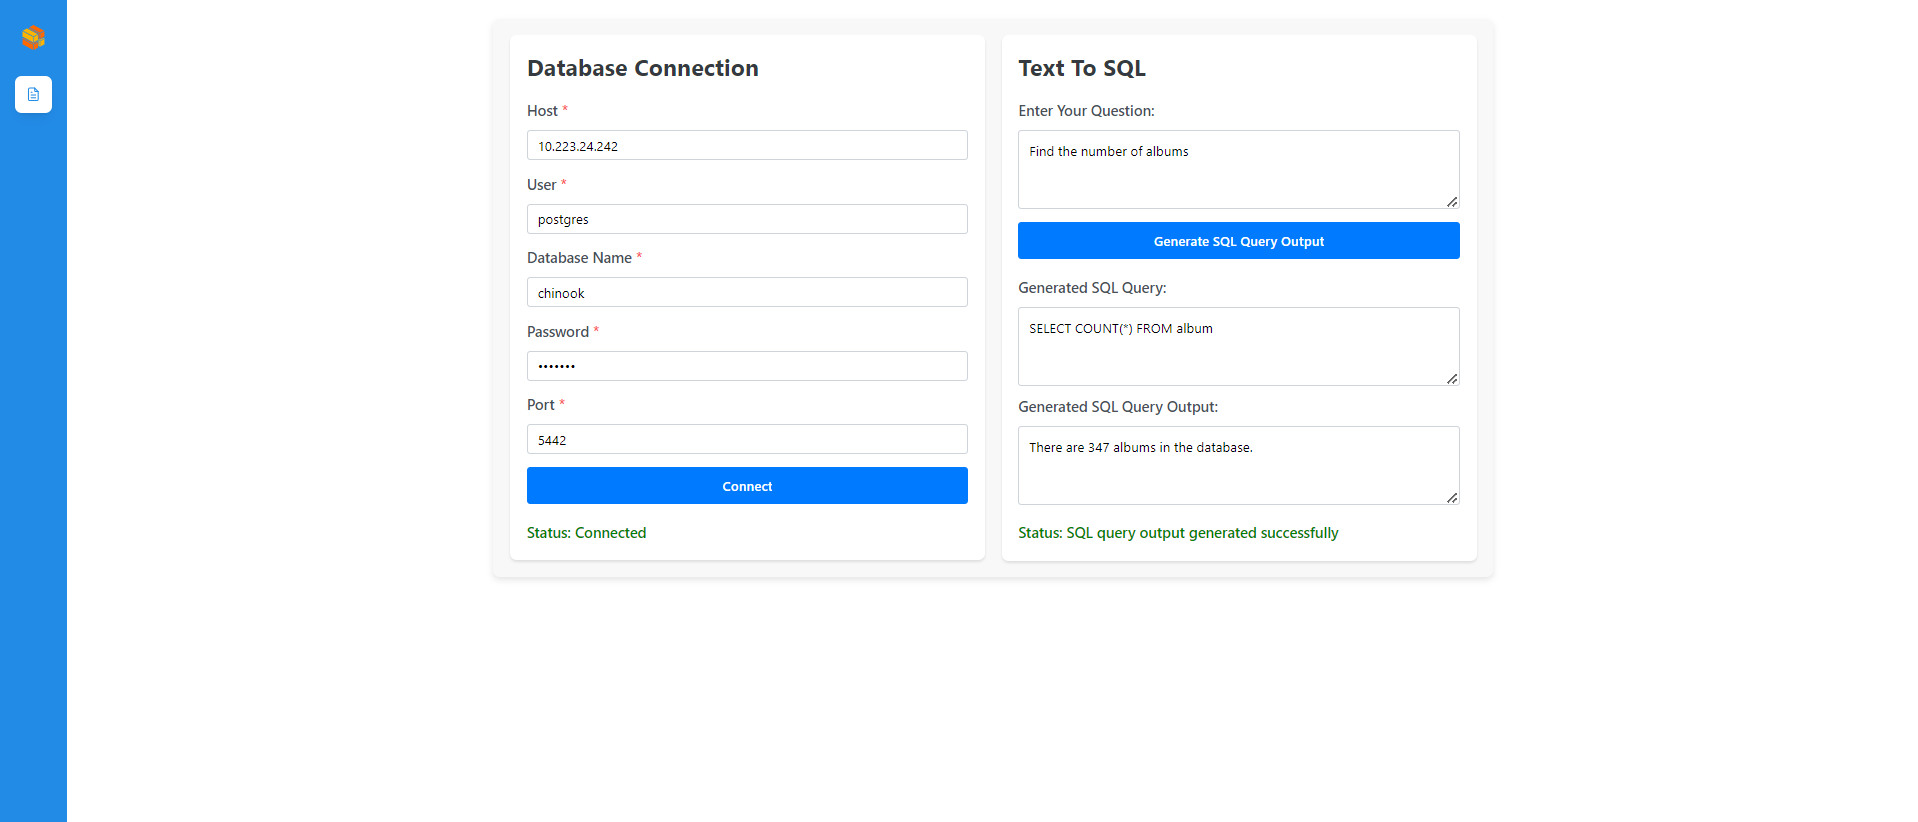 Database Connection
Host *
10.223.24.242
User *
postgres
Database Name *
chinook
Password *
•••••••
Port *
5442
Connect
Status: Connected
Text To SQL
Enter Your Question:
Find the number of albums
Generate SQL Query Output
Generated SQL Query:
SELECT COUNT(*) FROM album
Generated SQL Query Output:
There are 347 albums in the database.
Status: SQL query output generated successfully